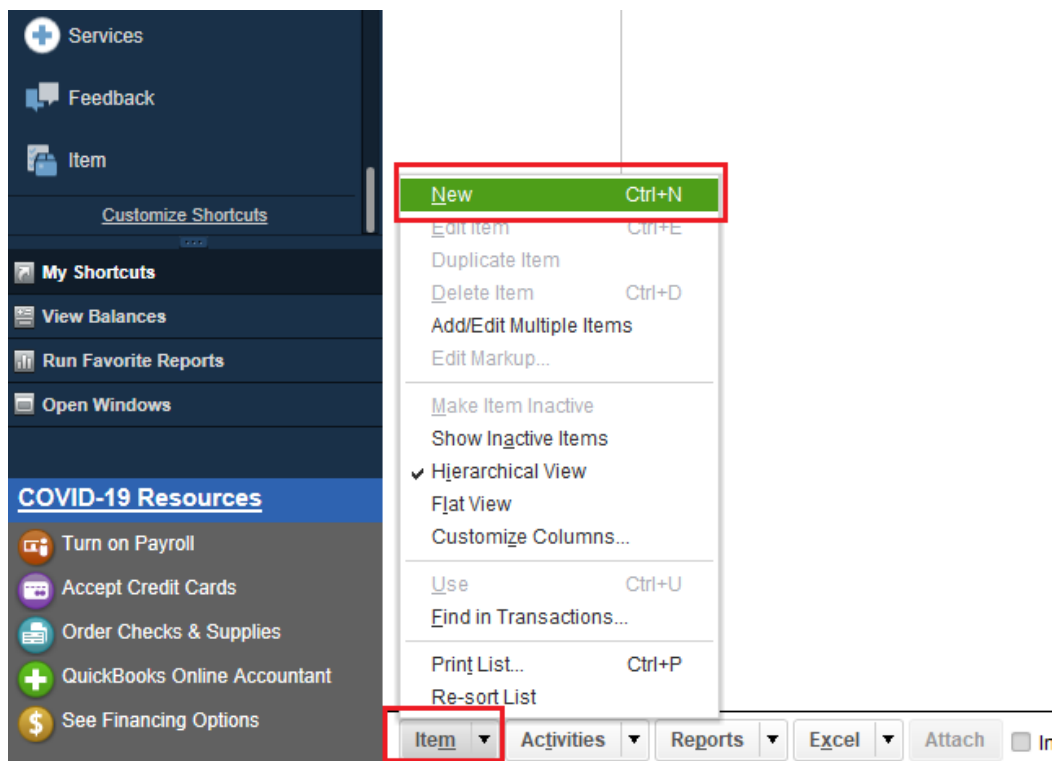 Services
Feedback
Item
Customize Shortcuts
My Shortcuts
View Balances
Run Favorite Reports
Open Windows
COVID-19 Resources
Turn on Payroll
Accept Credit Cards
Order Checks & Supplies
QuickBooks Online Accountant
See Financing Options
New Ctrl+N
Edit Item Ctrl+E
Duplicate Item
Delete Item Ctrl+D
Add/Edit Multiple Items
Edit Markup...
Make Item Inactive
Show Inactive Items
Hierarchical View
Flat View
Customize Columns...
Use Ctrl+U
Find in Transactions...
Print List... Ctrl+P
Re-sort List
Item Activities Reports Excel Attach In